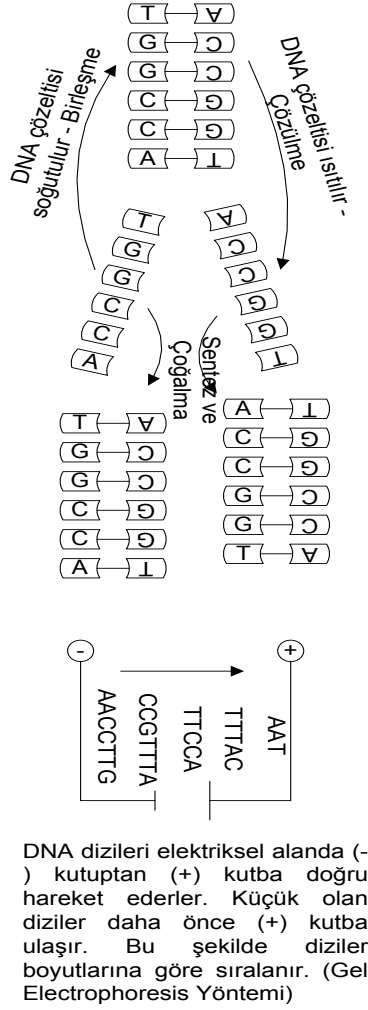 T A
G C
G C
C G
C G
A T
DNA çözeltisi
soğutulur - Birleşme
DNA çözeltisi ısıtılır -
Çözülme
T
G
G
C
C
A
A
C
C
G
G
T
Sentez ve
Çoğalma
T A
G C
G C
C G
C G
A T
A T
C G
C G
G C
G C
T A
- +
AACCTTG
CCGTTTA
TTCCA
TTTAC
AAT
DNA dizileri elektriksel alanda (-
) kutuptan (+) kutba doğru
hareket ederler. Küçük olan
diziler daha önce (+) kutba
ulaşır. Bu şekilde diziler
boyutlarına göre sıralanır. (Gel
Electrophoresis Yöntemi)